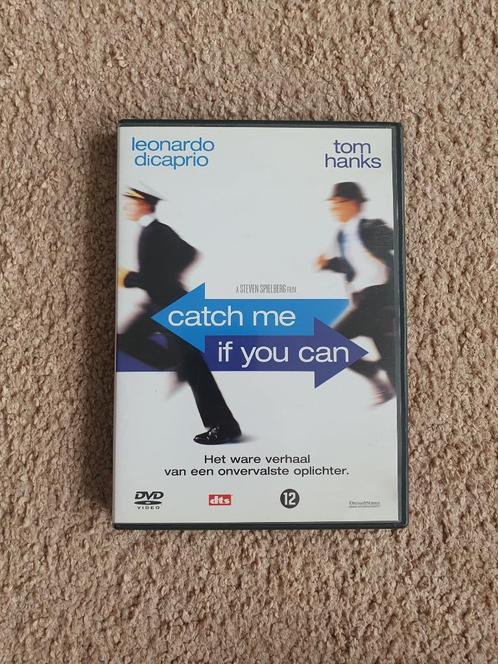 leonardo
dicaprio
tom
hanks
A STEVEN SPIELBERG FILM
catch me
if you can
Het ware verhaal
van een onvervalste oplichter.
DVD
VIDEO
dts
12